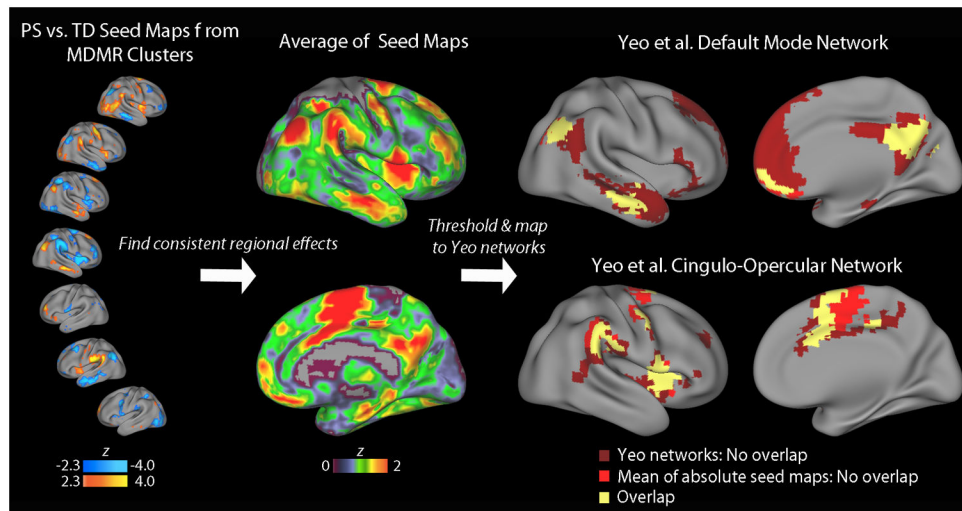 PS vs. TD Seed Maps f rom
MDMR Clusters
Average of Seed Maps
Yeo et al. Default Mode Network
Find consistent regional effects
Threshold & map
to Yeo networks
Yeo et al. Cingulo-Opercular Network
z
-2.3 -4.0
2.3 4.0
z
0 2
Yeo networks: No overlap
Mean of absolute seed maps: No overlap
Overlap